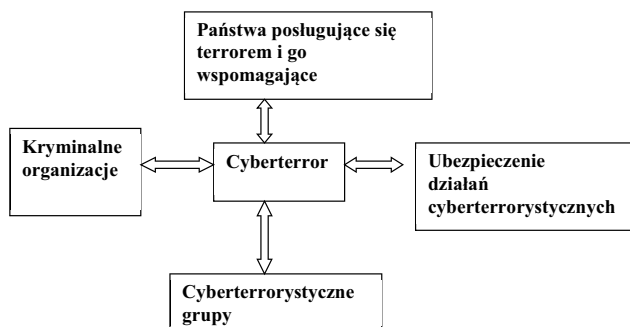 Państwa posługujące się
terrorem i go
wspomagające
Kryminalne
organizacje
Cyberterror
Ubezpieczenie
działań
cyberterrorystycznych
Cyberterrorystyczne
grupy